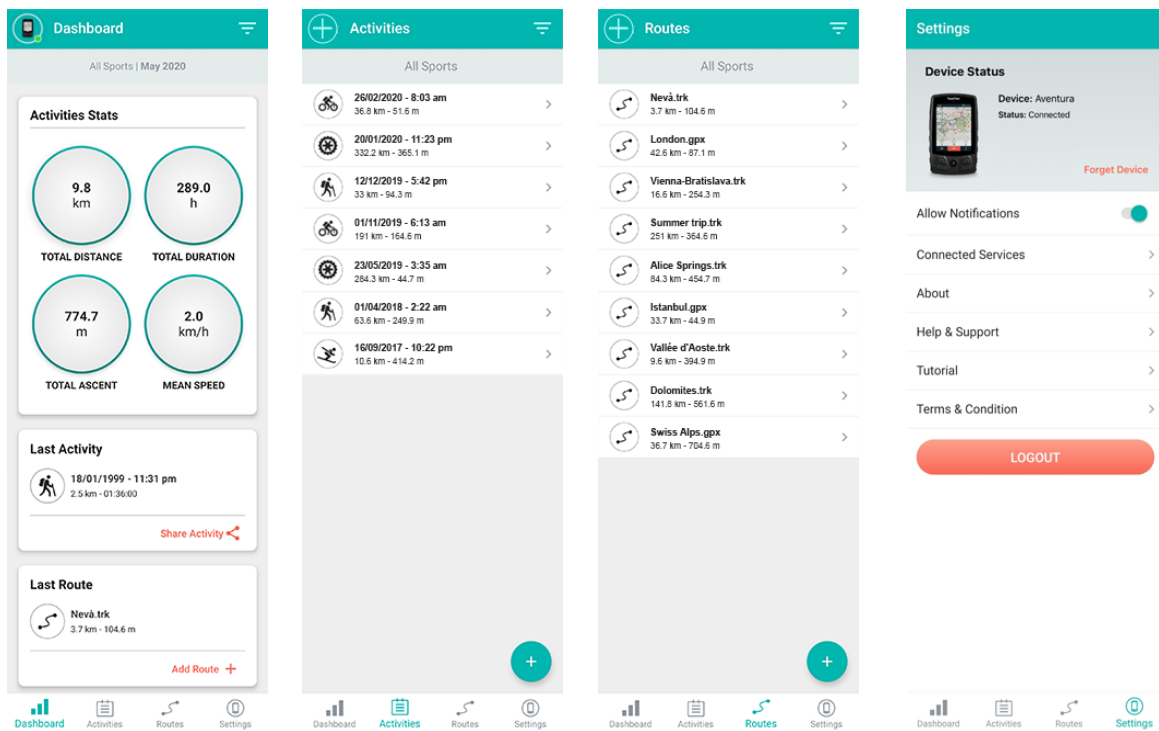 Dashboard
All Sports | May 2020
Activities Stats
9.8
km
289.0
h
TOTAL DISTANCE
TOTAL DURATION
774.7
m
2.0
km/h
TOTAL ASCENT
MEAN SPEED
Last Activity
18/01/1999 - 11:31 pm
2.5 km - 01:36:00
Share Activity
Last Route
Nevà.trk
3.7 km - 104.6 m
Add Route +
Dashboard
Activities
Routes
Settings
Activities
All Sports
26/02/2020 - 8:03 am
36.8 km - 51.6 m
20/01/2020 - 11:23 pm
332.2 km - 365.1 m
12/12/2019 - 5:42 pm
33 km - 94.3 m
01/11/2019 - 6:13 am
191 km - 164.6 m
23/05/2019 - 3:35 am
284.3 km - 44.7 m
01/04/2018 - 2:22 am
63.6 km - 249.9 m
16/09/2017 - 10:22 pm
10.6 km - 414.2 m
+
Dashboard
Activities
Routes
Settings
Routes
All Sports
Nevà.trk
3.7 km - 104.6 m
London.gpx
42.6 km - 87.1 m
Vienna-Bratislava.trk
16.6 km - 254.3 m
Summer trip.trk
251 km - 364.6 m
Alice Springs.trk
84.3 km - 454.7 m
Istanbul.gpx
33.7 km - 44.9 m
Vallée d'Aoste.trk
9.6 km - 394.9 m
Dolomites.trk
141.8 km - 561.6 m
Swiss Alps.gpx
36.7 km - 704.6 m
+
Dashboard
Activities
Routes
Settings
Settings
Device Status
Device: Aventura
Status: Connected
Forget Device
Allow Notifications
Connected Services
About
Help & Support
Tutorial
Terms & Condition
LOGOUT
Dashboard
Activities
Routes
Settings